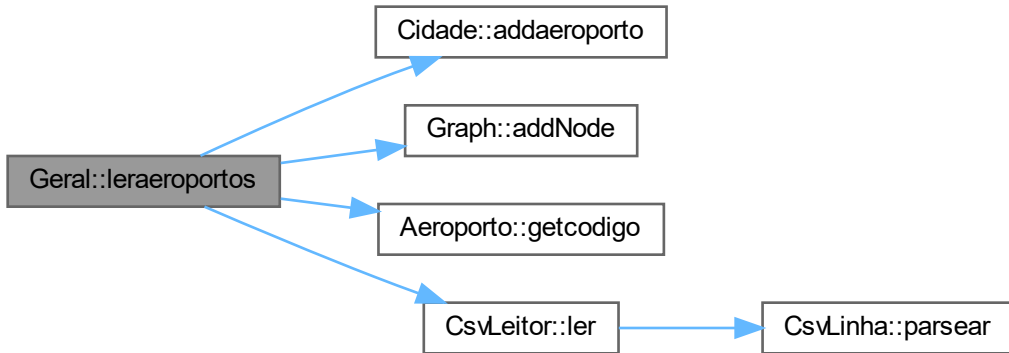 Cidade::addaeroporto
Graph::addNode
Geral::leraeroportos
Aeroporto::getcodigo
CsvLeitor::ler
CsvLinha::parsear